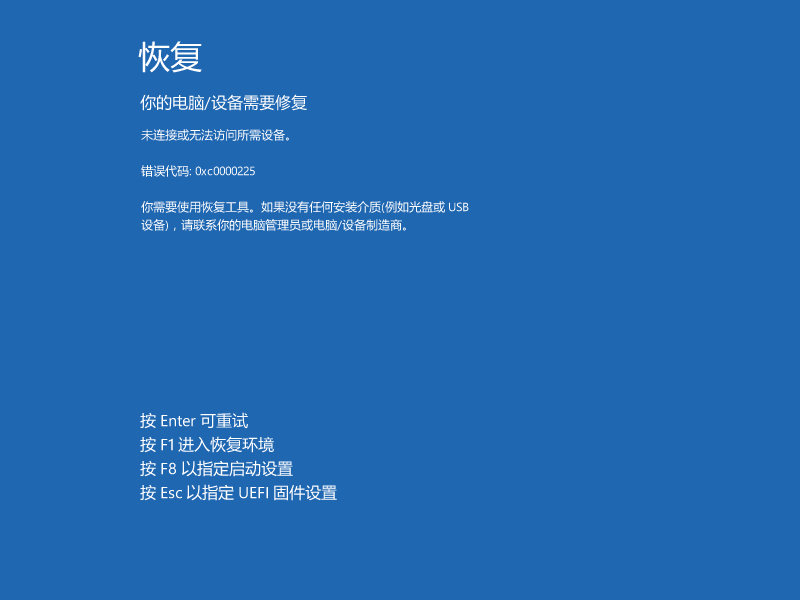 恢复
你的电脑/设备需要修复
未连接或无法访问所需设备。
错误代码: 0xc0000225
你需要使用恢复工具。如果没有任何安装介质(例如光盘或 USB
设备)，请联系你的电脑管理员或电脑/设备制造商。
按 Enter 可重试
按 F1 进入恢复环境
按 F8 以指定启动设置
按 Esc 以指定 UEFI 固件设置